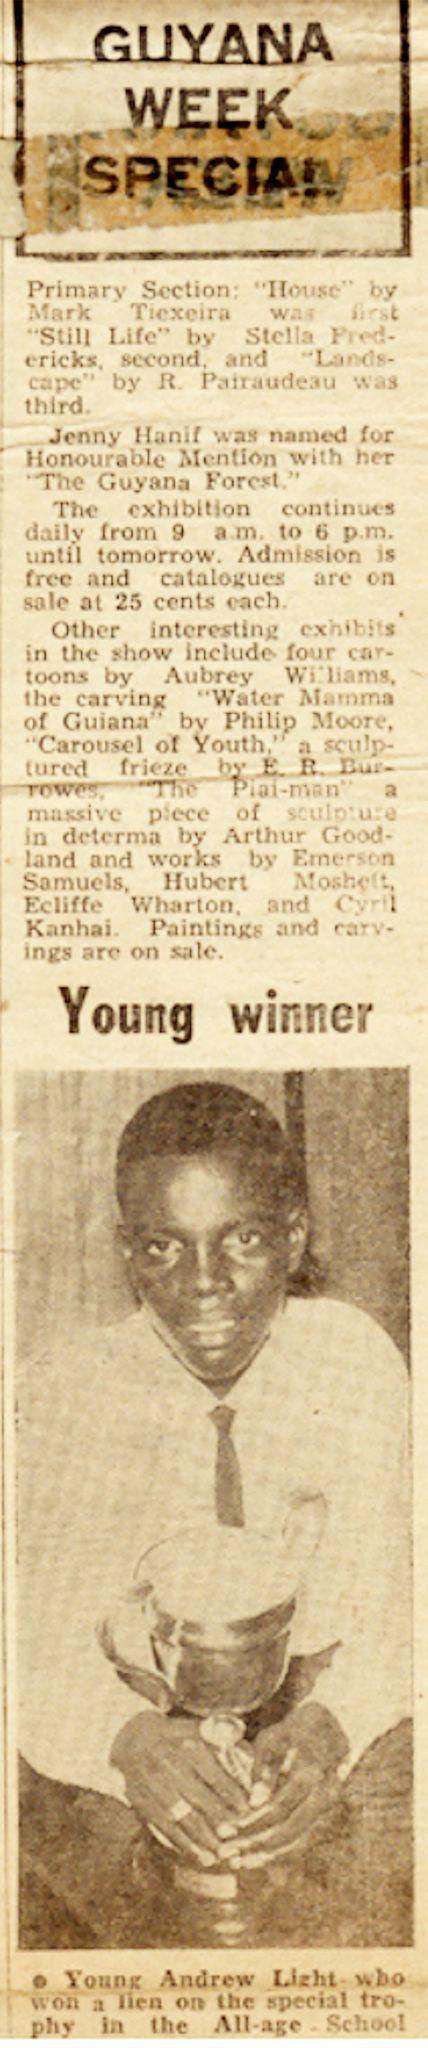 GUYANA
WEEK
SPECIAL
Primary Section: "House" by
Mark Tiexeira was first
"Still Life" by Stella Fred-
ericks, second, and "Lands-
cape" by R. Pairaudeau was
third.
Jenny Hanif was named for
Honourable Mention with her
"The Guyana Forest."
The exhibition continues
daily from 9 a.m. to 6 p.m.
until tomorrow. Admission is
free and catalogues are on
sale at 25 cents each.
Other interesting exhibits
in the show include four car-
toons by Aubrey Williams,
the carving "Water Mamma
of Guiana" by Philip Moore,
"Carousel of Youth," a sculp-
tured frieze by E. R. Bur-
rowes, "The Piai-man" a
massive piece of sculpture
in determa by Arthur Good-
land and works by Emerson
Samuels, Hubert Moshett,
Ecliffe Wharton, and Cyril
Kanhai. Paintings and carv-
ings are on sale.
Young winner
● Young Andrew Light who
won a lien on the special tro-
phy in the All-age School